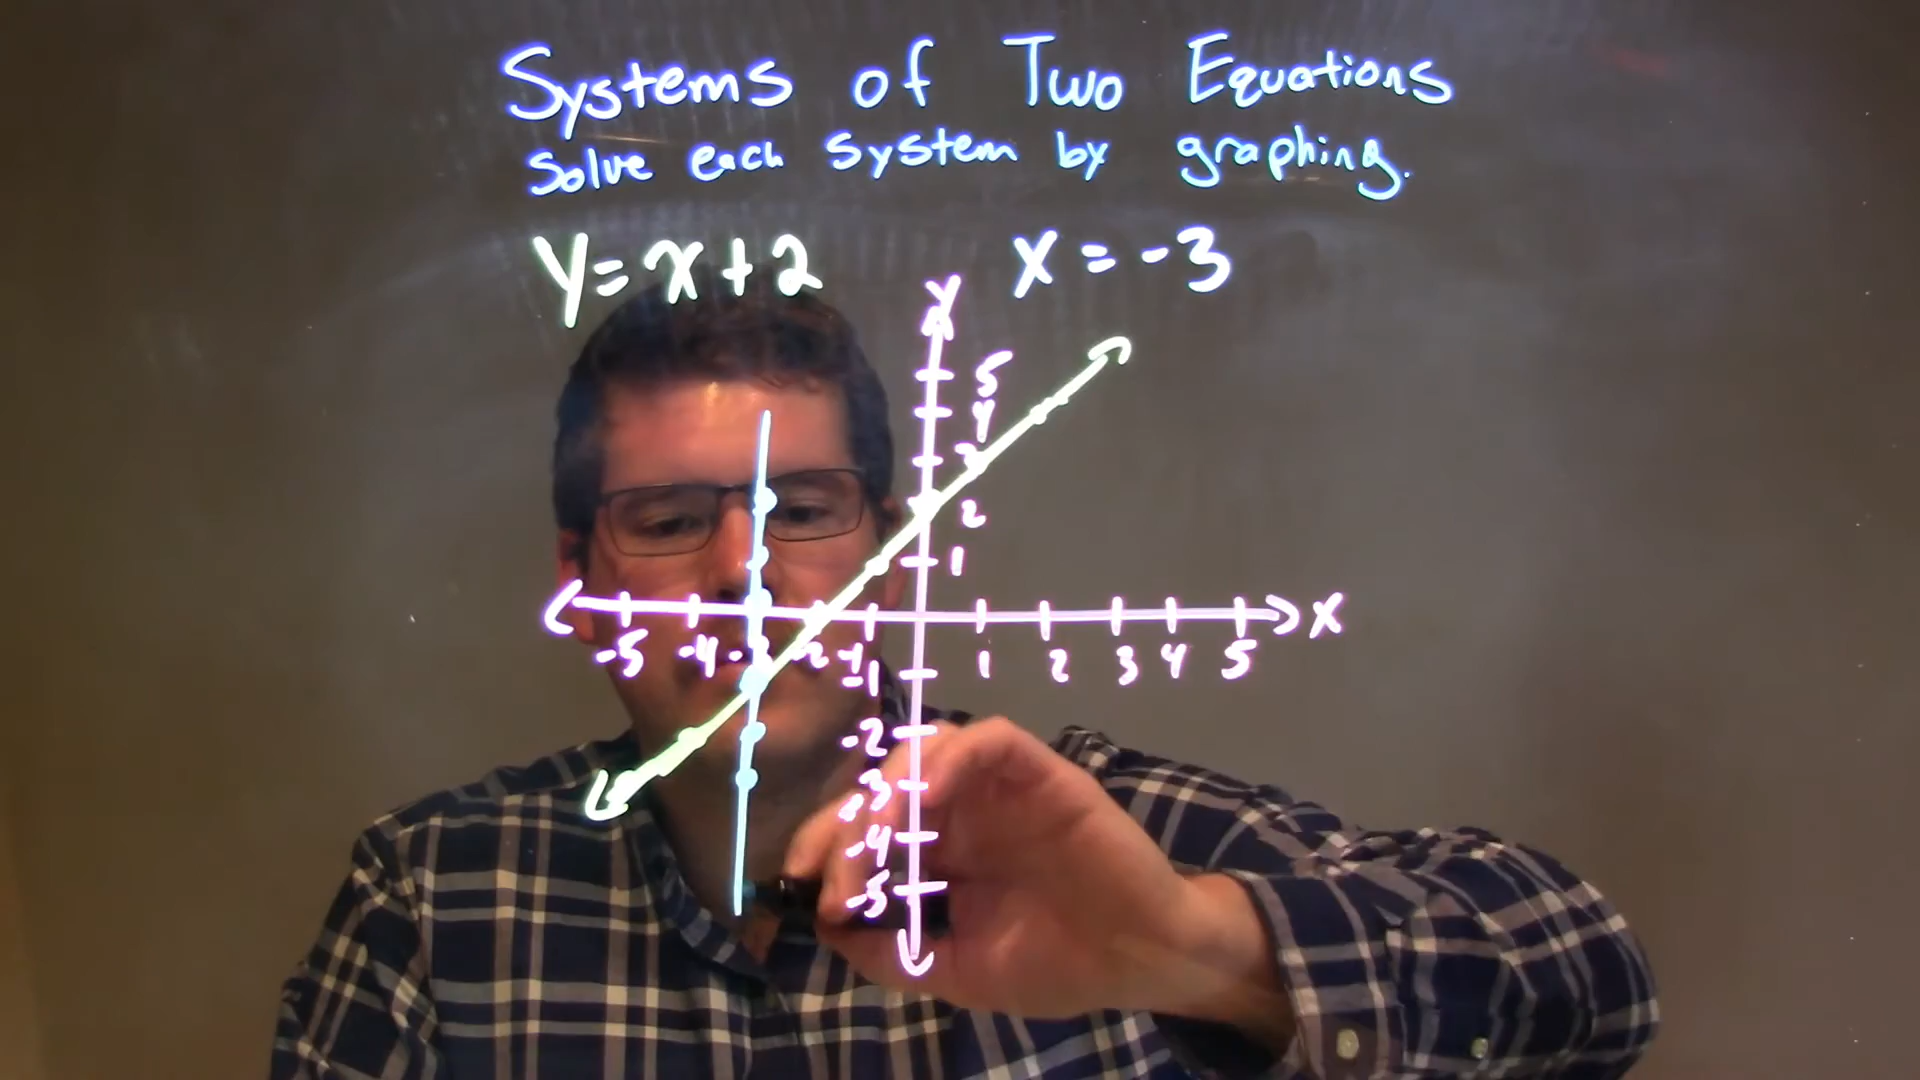 Systems of Two Equations
Solve each system by graphing.
y = x + 2
x = -3
y
5
4
3
2
1
x
-5 -4 -3 -2 -1 1 2 3 4 5
-1
-2
-3
-4
-5